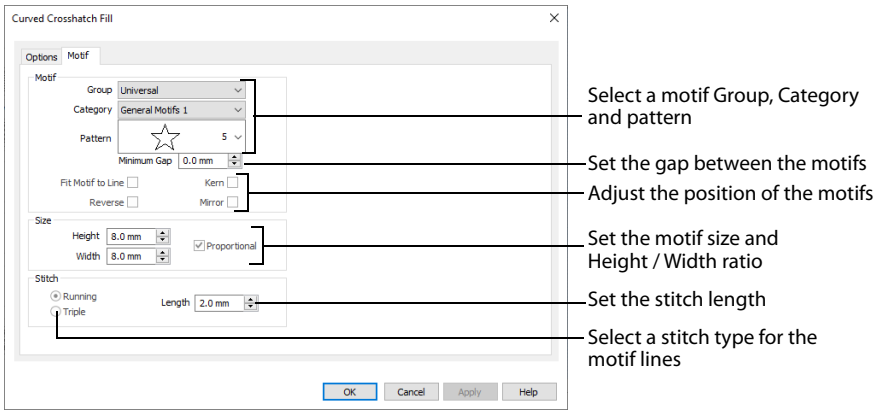 Curved Crosshatch Fill
Options Motif
Motif
Group Universal
Category General Motifs 1
Pattern 5
Minimum Gap 0.0 mm
Fit Motif to Line Kern
Reverse Mirror
Size
Height 8.0 mm
Proportional
Width 8.0 mm
Stitch
Running
Length 2.0 mm
Triple
OK Cancel Apply Help
Select a motif Group, Category
and pattern
Set the gap between the motifs
Adjust the position of the motifs
Set the motif size and
Height / Width ratio
Set the stitch length
Select a stitch type for the
motif lines